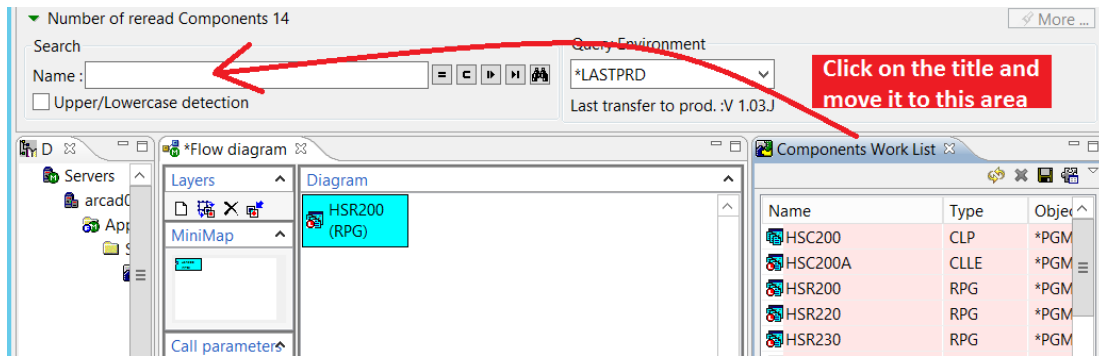 Number of reread Components 14
More ...
Search
Name :
Upper/Lowercase detection
Query Environment
*LASTPRD
Last transfer to prod. :V 1.03.J
Click on the title and
move it to this area
D
*Flow diagram
Components Work List
Servers
Layers
Diagram
HSR200
(RPG)
MiniMap
Call parameters
Name Type
HSC200 CLP *PGM
HSC200A CLLE *PGM
HSR200 RPG *PGM
HSR220 RPG *PGM
HSR230 RPG *PGM